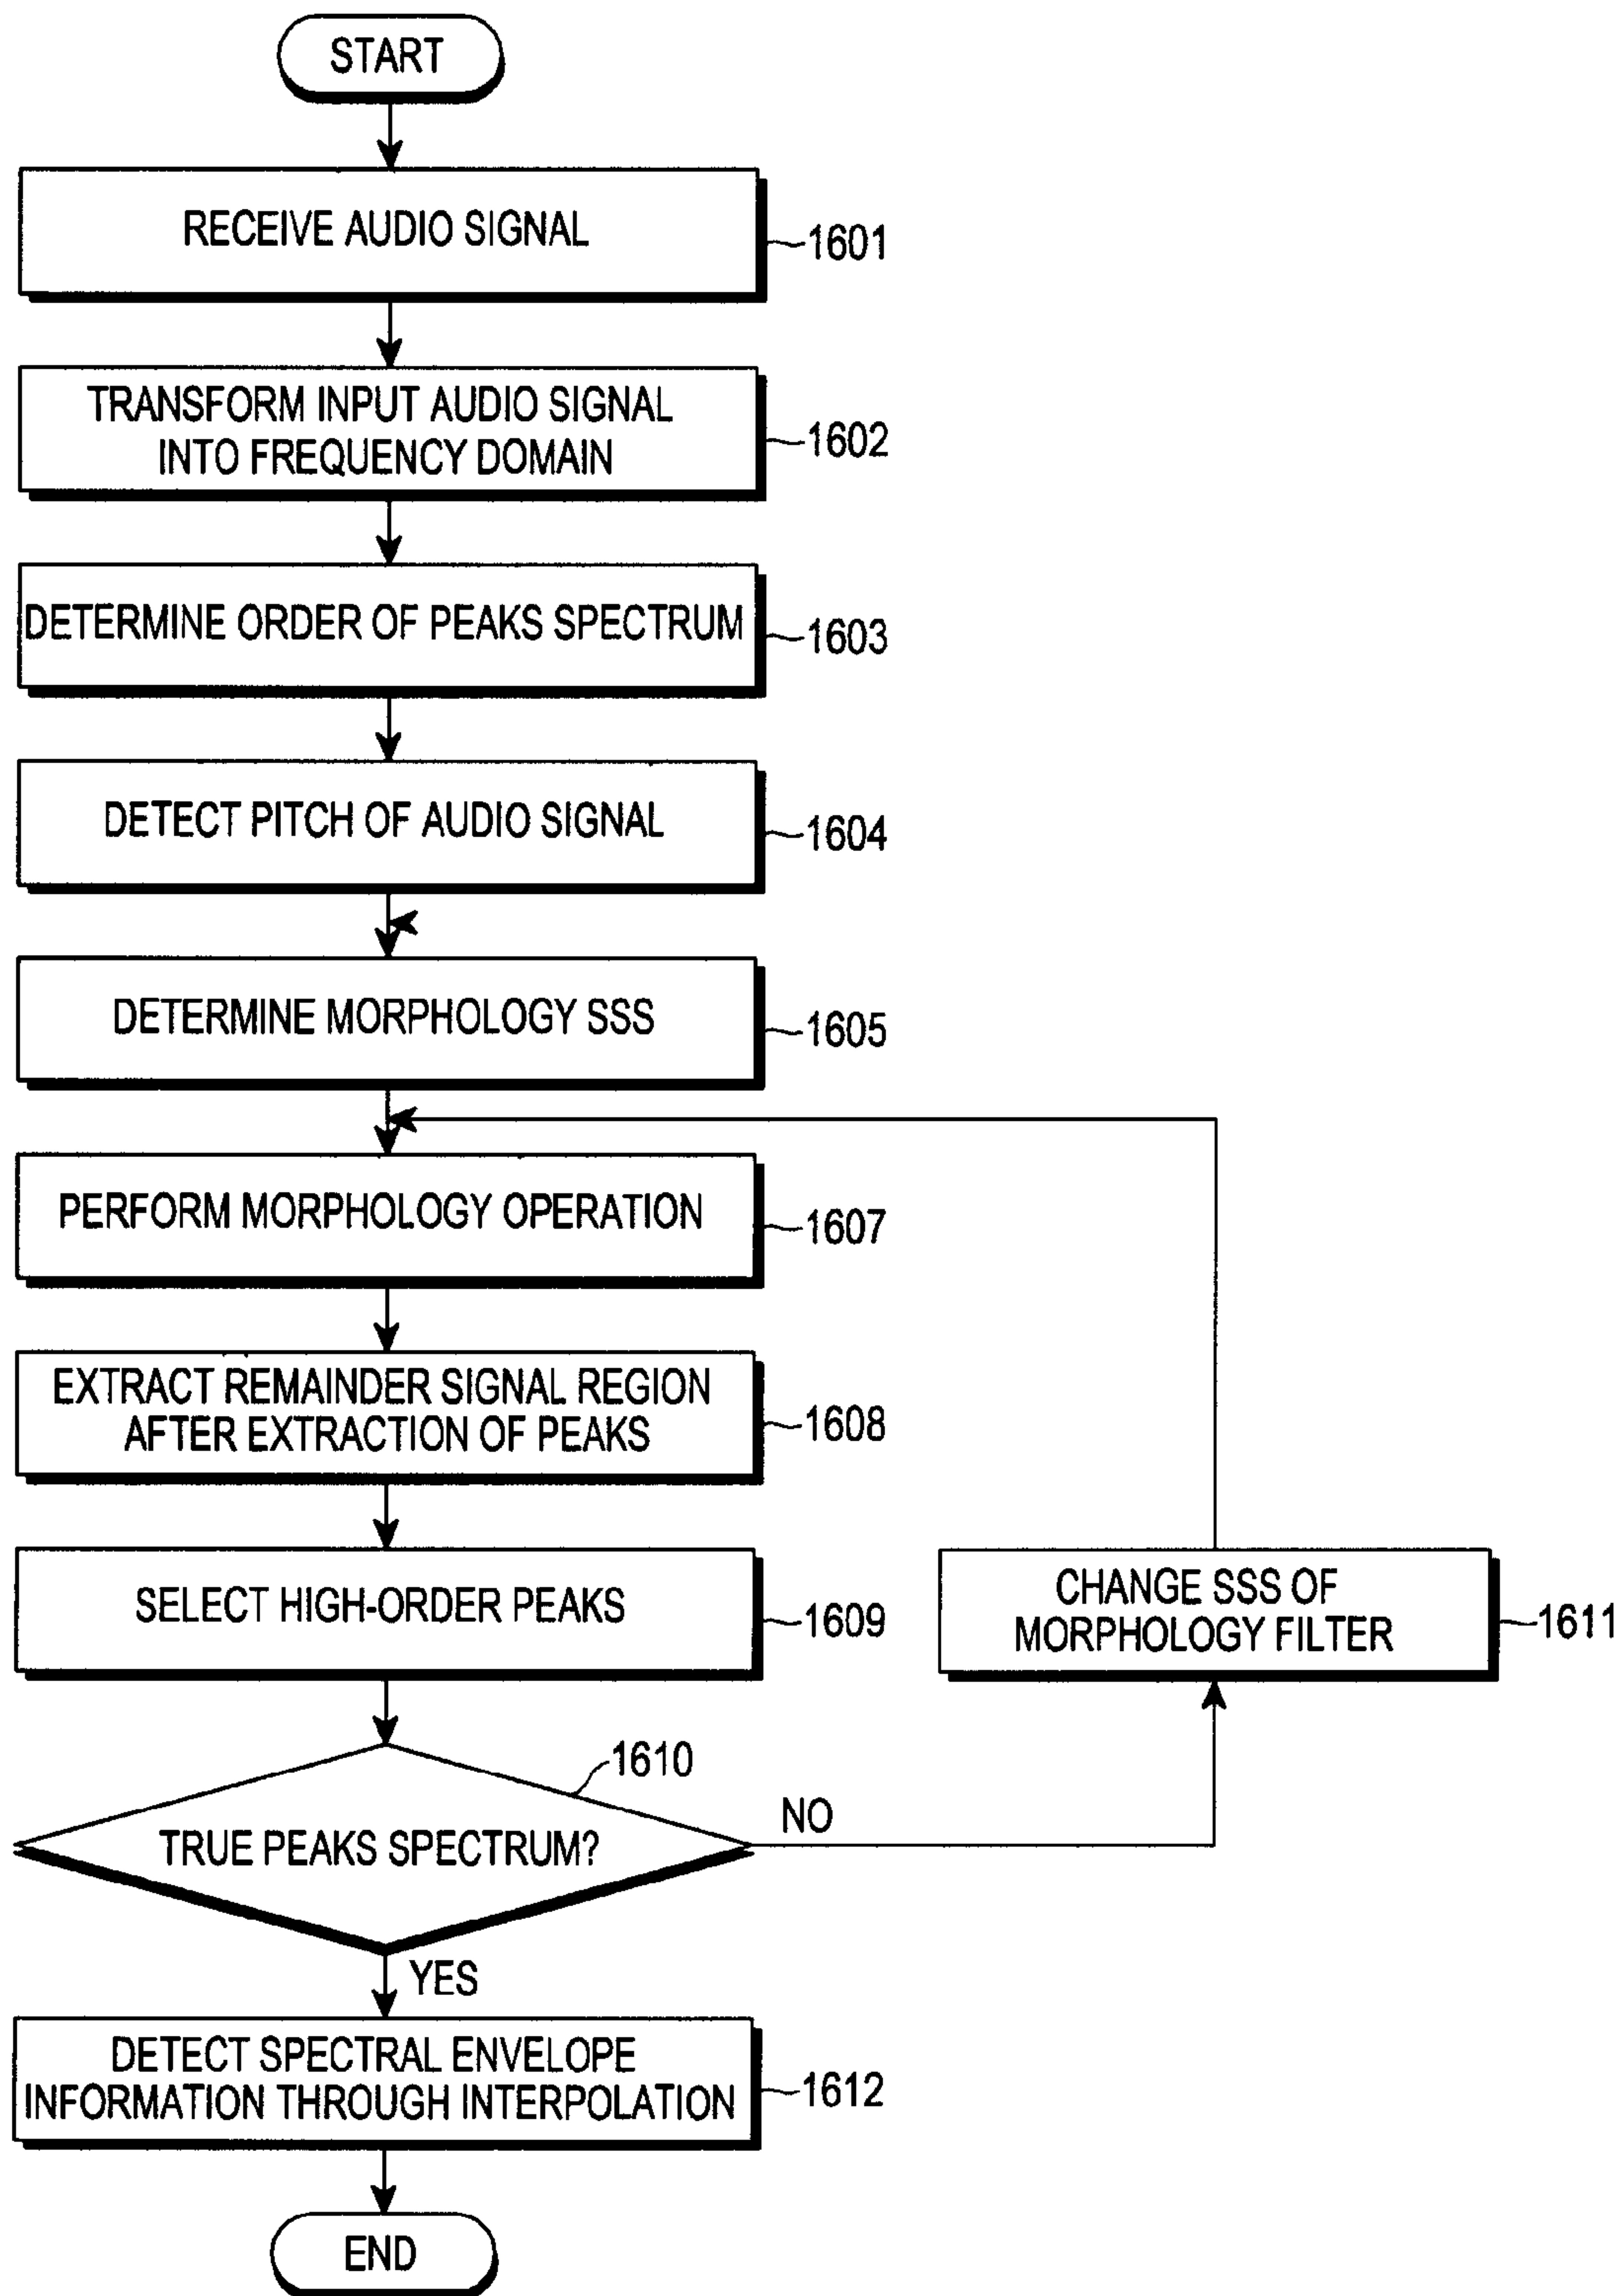 START
RECEIVE AUDIO SIGNAL
1601
TRANSFORM INPUT AUDIO SIGNAL
INTO FREQUENCY DOMAIN
1602
DETERMINE ORDER OF PEAKS SPECTRUM
1603
DETECT PITCH OF AUDIO SIGNAL
1604
DETERMINE MORPHOLOGY SSS
1605
PERFORM MORPHOLOGY OPERATION
1607
EXTRACT REMAINDER SIGNAL REGION
AFTER EXTRACTION OF PEAKS
1608
SELECT HIGH-ORDER PEAKS
1609
CHANGE SSS OF
MORPHOLOGY FILTER
1611
1610
TRUE PEAKS SPECTRUM?
NO
YES
DETECT SPECTRAL ENVELOPE
INFORMATION THROUGH INTERPOLATION
1612
END